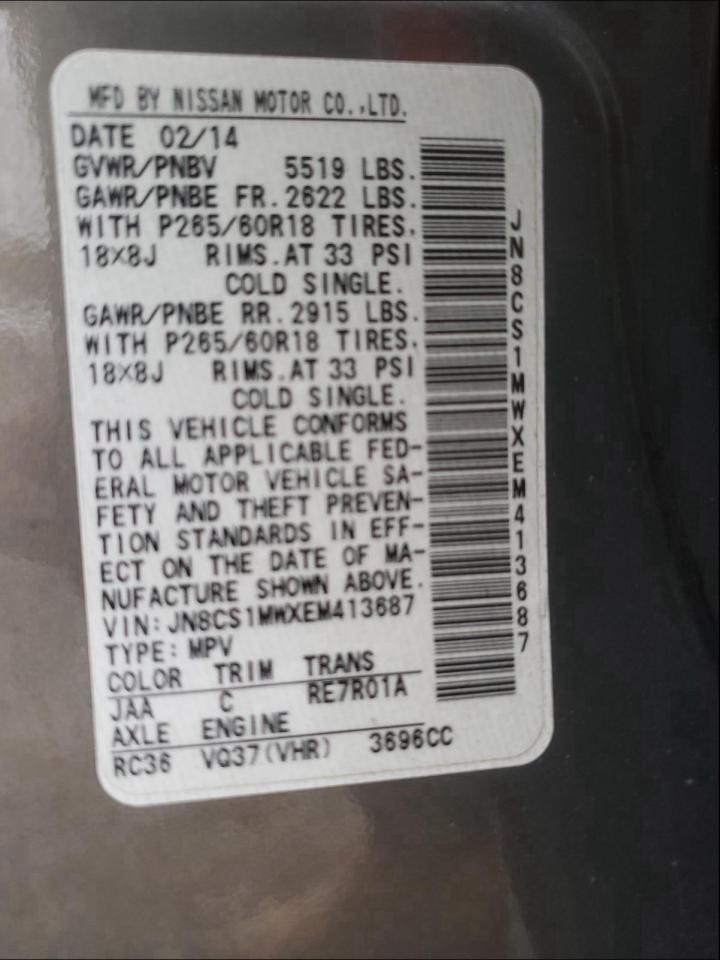 MFD BY NISSAN MOTOR CO.,LTD.
DATE 02/14
GVWR/PNBV 5519 LBS.
GAWR/PNBE FR.2622 LBS.
WITH P265/60R18 TIRES.
18X8J RIMS.AT 33 PSI
COLD SINGLE.
GAWR/PNBE RR.2915 LBS.
WITH P265/60R18 TIRES.
18X8J RIMS.AT 33 PSI
COLD SINGLE.
THIS VEHICLE CONFORMS
TO ALL APPLICABLE FED-
ERAL MOTOR VEHICLE SA-
FETY AND THEFT PREVEN-
TION STANDARDS IN EFF-
ECT ON THE DATE OF MA-
NUFACTURE SHOWN ABOVE.
VIN:JN8CS1MWXEM413687
TYPE:MPV
COLOR TRIM TRANS
JAA C RE7R01A
AXLE ENGINE
RC36 VQ37(VHR) 3696CC
JN8CS1MWXEM413687